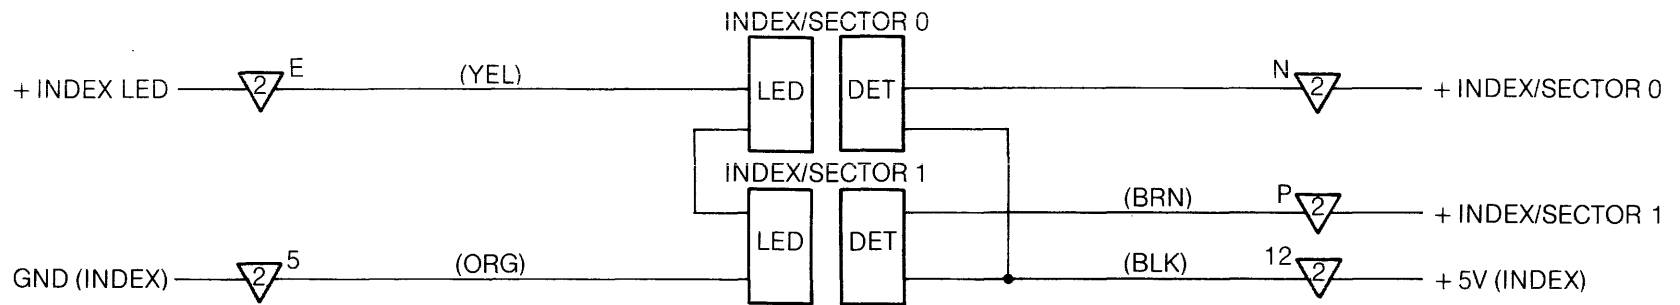 INDEX/SECTOR 0
+ INDEX LED 2 E (YEL) LED DET N 2 + INDEX/SECTOR 0
INDEX/SECTOR 1
(BRN) P 2 + INDEX/SECTOR 1
LED DET
GND (INDEX) 2 5 (ORG) (BLK) 12 2 + 5V (INDEX)